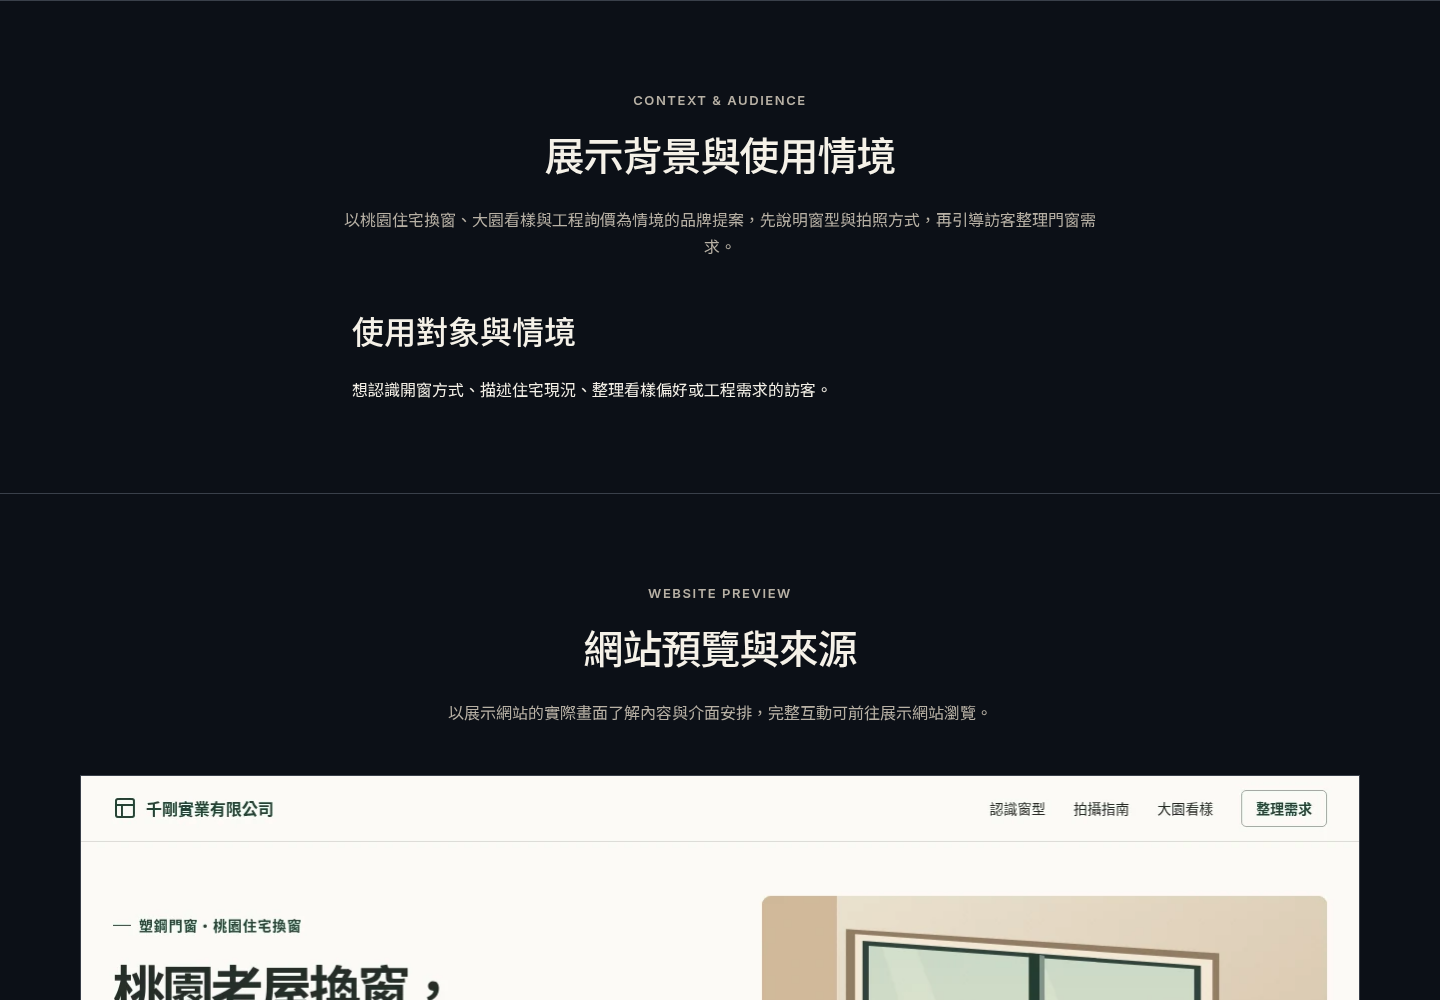 CONTEXT & AUDIENCE
展示背景與使用情境
以桃園住宅換窗、大園看樣與工程詢價為情境的品牌提案，先說明窗型與拍照方式，再引導訪客整理門窗需
求。
使用對象與情境
想認識開窗方式、描述住宅現況、整理看樣偏好或工程需求的訪客。
WEBSITE PREVIEW
網站預覽與來源
以展示網站的實際畫面了解內容與介面安排，完整互動可前往展示網站瀏覽。
千剛實業有限公司
認識窗型
拍攝指南
大園看樣
整理需求
塑鋼門窗・桃園住宅換窗
桃園老屋換窗，